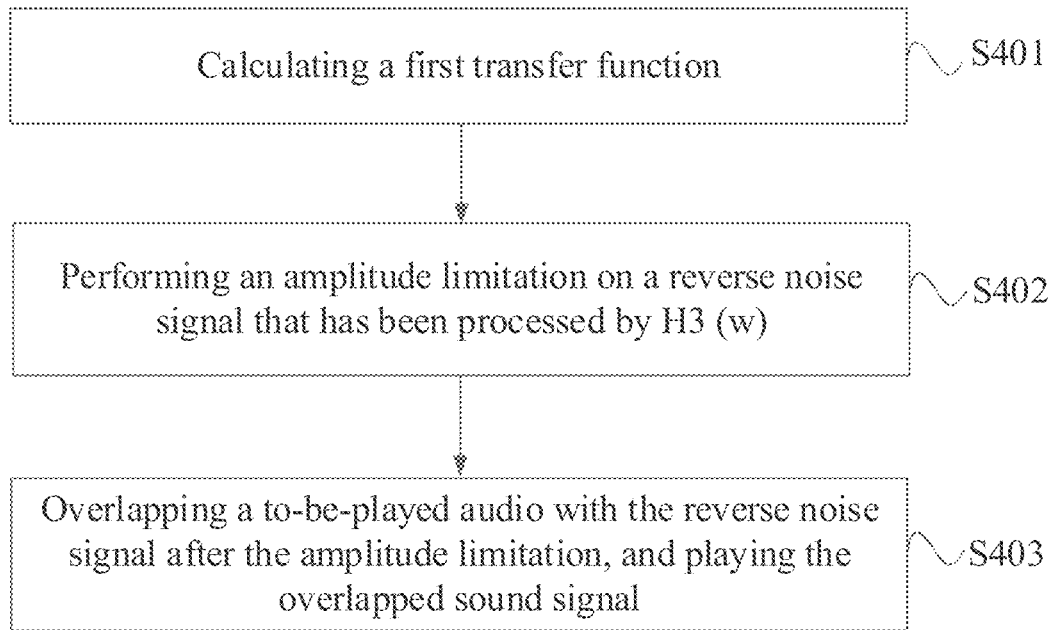 Calculating a first transfer function
S401
Performing an amplitude limitation on a reverse noise
signal that has been processed by H3 (w)
S402
Overlapping a to-be-played audio with the reverse noise
signal after the amplitude limitation, and playing the
overlapped sound signal
S403